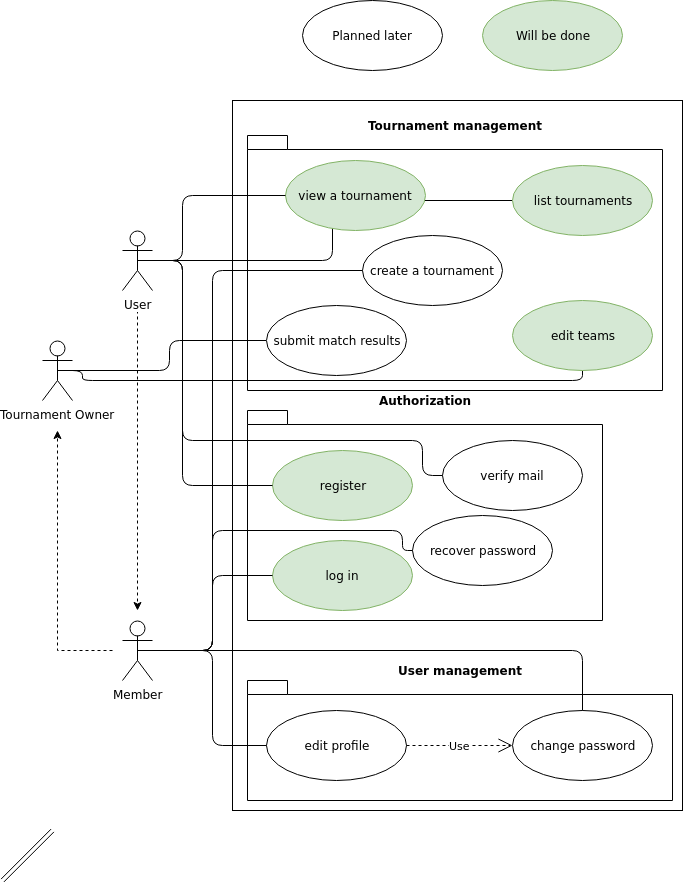 Planned later
Will be done
Tournament management
view a tournament
list tournaments
create a tournament
User
submit match results
edit teams
Tournament Owner
Authorization
register
verify mail
recover password
log in
Member
User management
edit profile
Use
change password